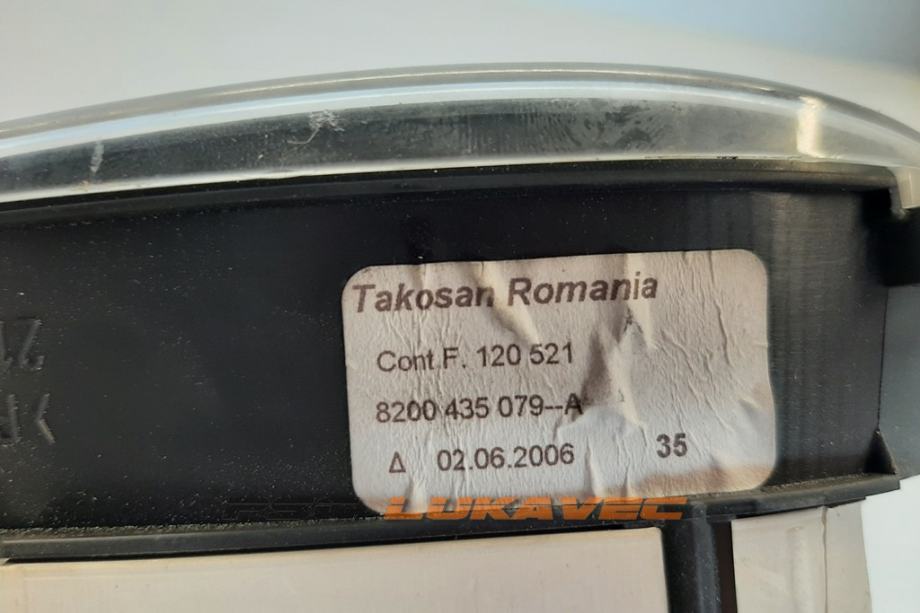 Takosan Romania
Cont.F. 120 521
8200 435 079--A
Δ 02.06.2006 35
LUKAVEC